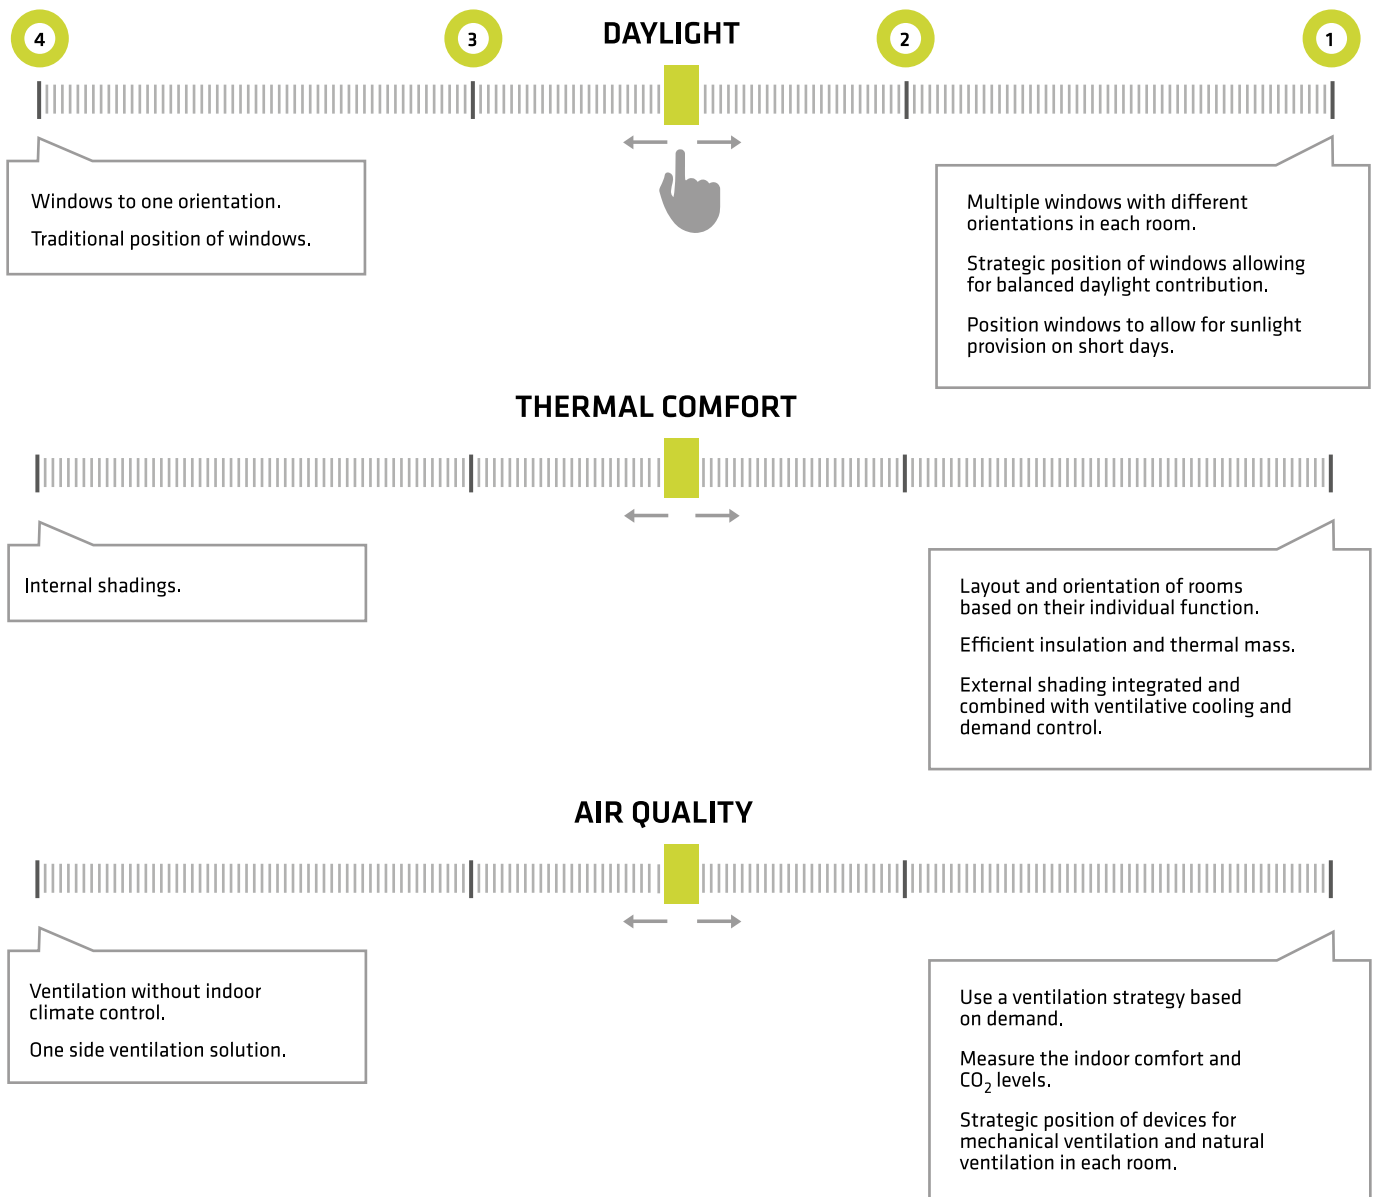 4
3
DAYLIGHT
2
1
Windows to one orientation.
Traditional position of windows.
Multiple windows with different
orientations in each room.
Strategic position of windows allowing
for balanced daylight contribution.
Position windows to allow for sunlight
provision on short days.
THERMAL COMFORT
Internal shadings.
Layout and orientation of rooms
based on their individual function.
Efficient insulation and thermal mass.
External shading integrated and
combined with ventilative cooling and
demand control.
AIR QUALITY
Ventilation without indoor
climate control.
One side ventilation solution.
Use a ventilation strategy based
on demand.
Measure the indoor comfort and
CO₂ levels.
Strategic position of devices for
mechanical ventilation and natural
ventilation in each room.